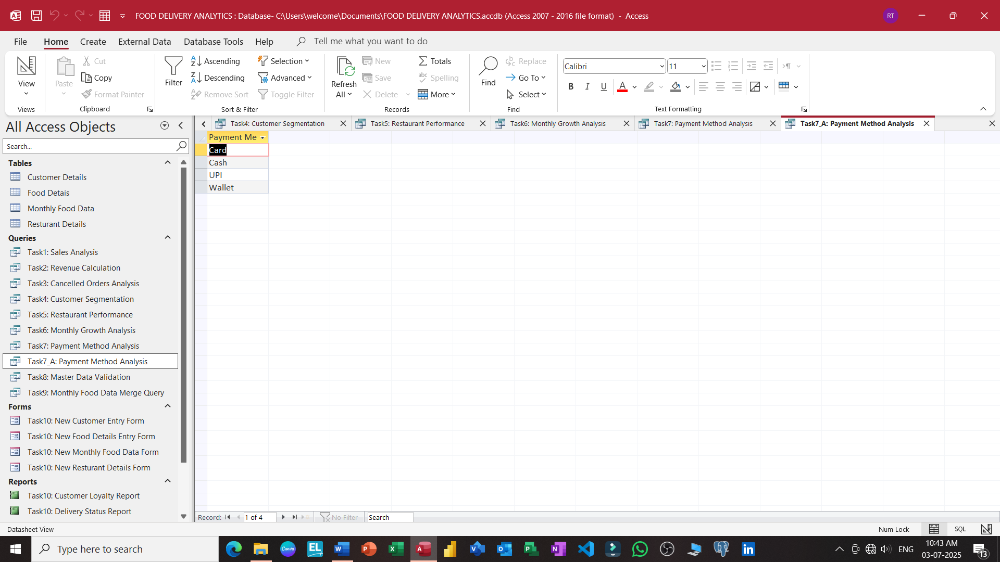 FOOD DELIVERY ANALYTICS : Database- C:\Users\welcome\Documents\FOOD DELIVERY ANALYTICS.accdb (Access 2007 - 2016 file format) - Access
RT
File
Home
Create
External Data
Database Tools
Help
Tell me what you want to do
View
Views
Paste
Cut
Copy
Format Painter
Clipboard
Filter
Ascending
Descending
Remove Sort
Selection
Advanced
Toggle Filter
Sort & Filter
Refresh
All
New
Save
Delete
Totals
Spelling
More
Records
Find
Replace
Go To
Select
Find
Calibri
11
B I U A
Text Formatting
All Access Objects
Search...
Tables
Customer Details
Food Detais
Monthly Food Data
Resturant Details
Queries
Task1: Sales Analysis
Task2: Revenue Calculation
Task3: Cancelled Orders Analysis
Task4: Customer Segmentation
Task5: Restaurant Performance
Task6: Monthly Growth Analysis
Task7: Payment Method Analysis
Task7_A: Payment Method Analysis
Task8: Master Data Validation
Task9: Monthly Food Data Merge Query
Forms
Task10: New Customer Entry Form
Task10: New Food Details Entry Form
Task10: New Monthly Food Data Form
Task10: New Resturant Details Form
Reports
Task10: Customer Loyalty Report
Task10: Delivery Status Report
Task4: Customer Segmentation
Task5: Restaurant Performance
Task6: Monthly Growth Analysis
Task7: Payment Method Analysis
Task7_A: Payment Method Analysis
Payment Me
Card
Cash
UPI
Wallet
Record:
1 of 4
No Filter
Search
Datasheet View
Num Lock
SQL
Type here to search
ENG
10:43 AM
03-07-2025
13